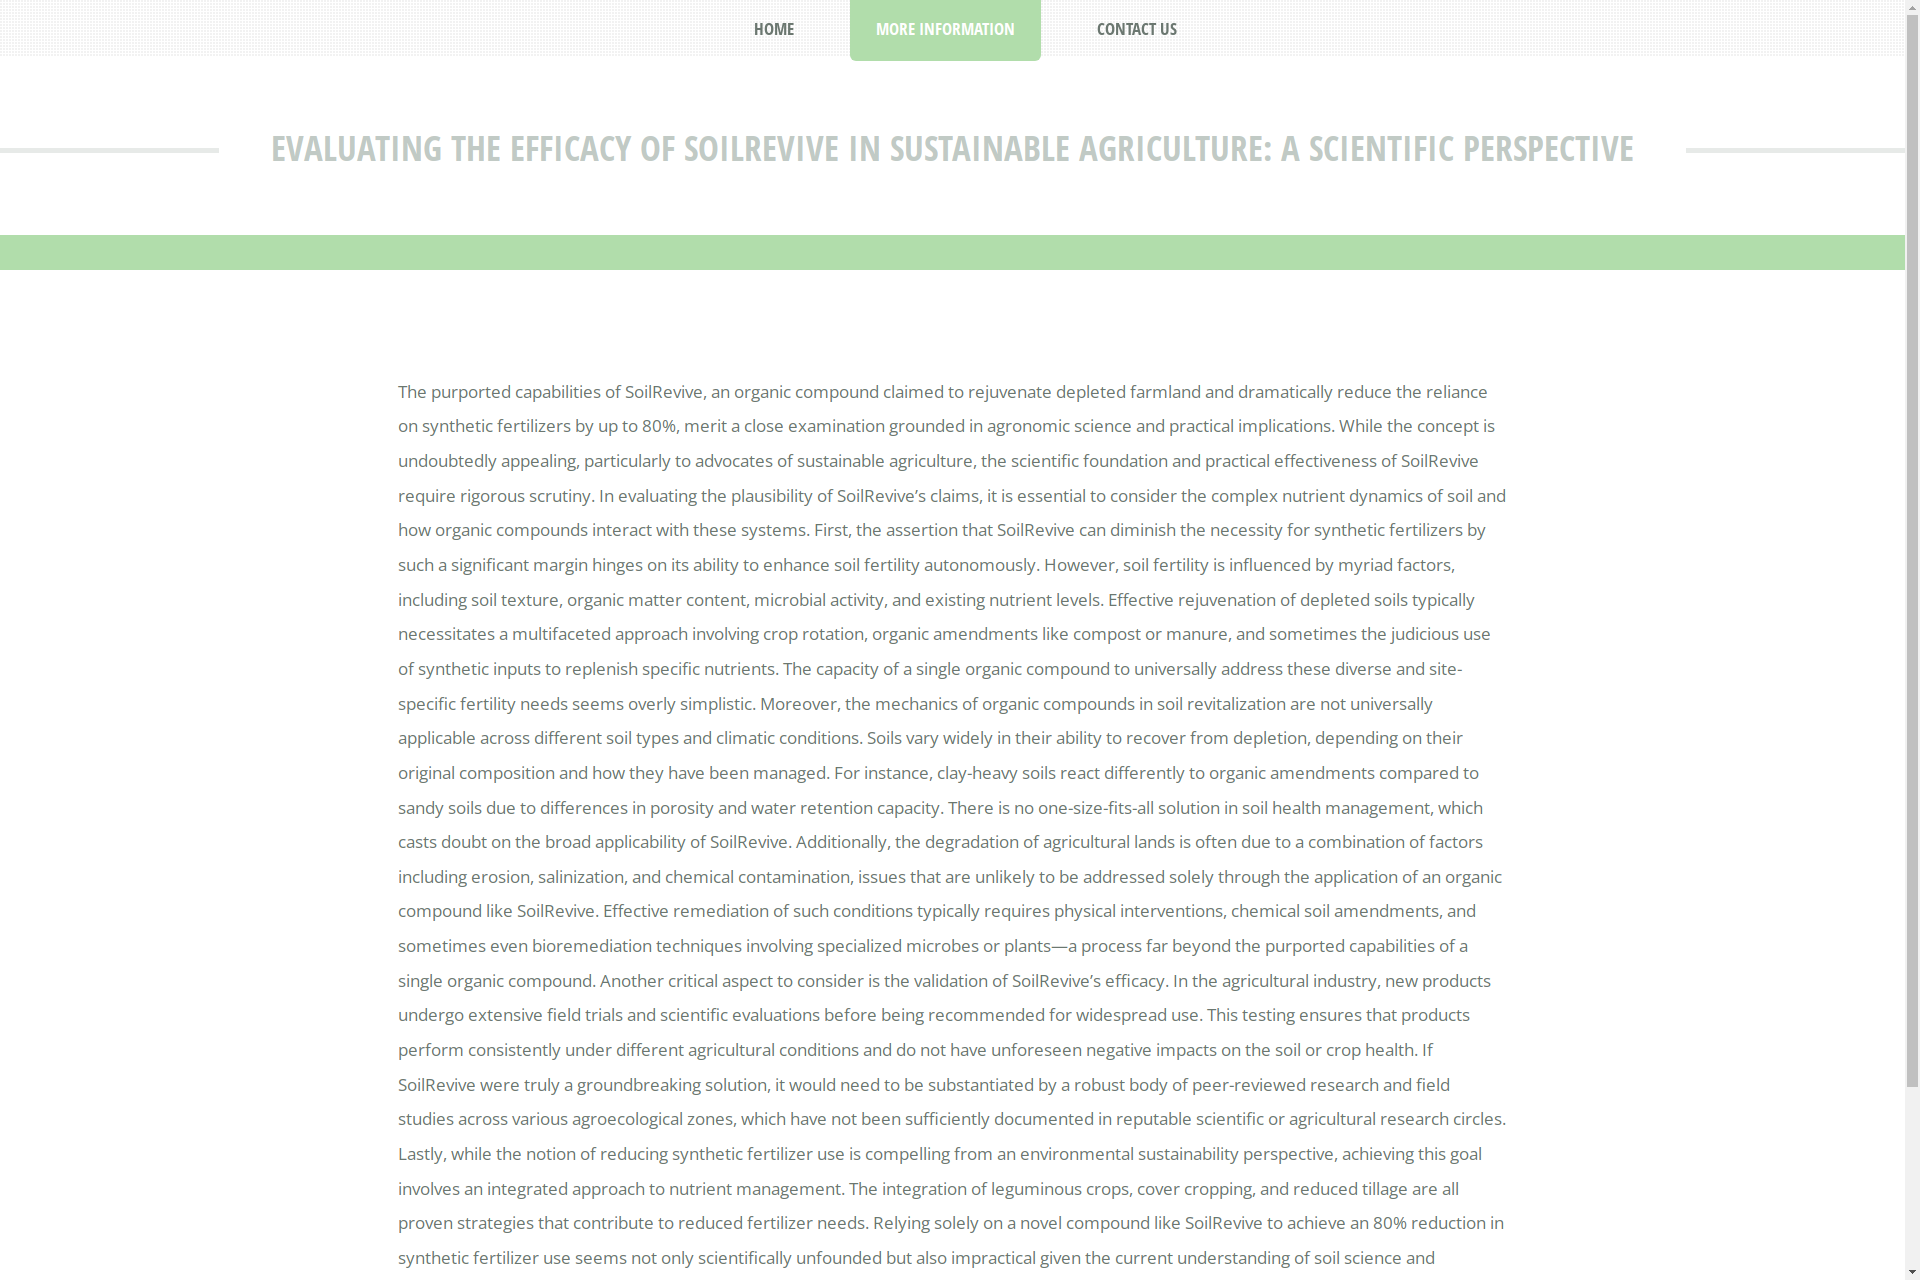 HOME
MORE INFORMATION
CONTACT US
EVALUATING THE EFFICACY OF SOILREVIVE IN SUSTAINABLE AGRICULTURE: A SCIENTIFIC PERSPECTIVE
The purported capabilities of SoilRevive, an organic compound claimed to rejuvenate depleted farmland and dramatically reduce the reliance
on synthetic fertilizers by up to 80%, merit a close examination grounded in agronomic science and practical implications. While the concept is
undoubtedly appealing, particularly to advocates of sustainable agriculture, the scientific foundation and practical effectiveness of SoilRevive
require rigorous scrutiny. In evaluating the plausibility of SoilRevive’s claims, it is essential to consider the complex nutrient dynamics of soil and
how organic compounds interact with these systems. First, the assertion that SoilRevive can diminish the necessity for synthetic fertilizers by
such a significant margin hinges on its ability to enhance soil fertility autonomously. However, soil fertility is influenced by myriad factors,
including soil texture, organic matter content, microbial activity, and existing nutrient levels. Effective rejuvenation of depleted soils typically
necessitates a multifaceted approach involving crop rotation, organic amendments like compost or manure, and sometimes the judicious use
of synthetic inputs to replenish specific nutrients. The capacity of a single organic compound to universally address these diverse and site-
specific fertility needs seems overly simplistic. Moreover, the mechanics of organic compounds in soil revitalization are not universally
applicable across different soil types and climatic conditions. Soils vary widely in their ability to recover from depletion, depending on their
original composition and how they have been managed. For instance, clay-heavy soils react differently to organic amendments compared to
sandy soils due to differences in porosity and water retention capacity. There is no one-size-fits-all solution in soil health management, which
casts doubt on the broad applicability of SoilRevive. Additionally, the degradation of agricultural lands is often due to a combination of factors
including erosion, salinization, and chemical contamination, issues that are unlikely to be addressed solely through the application of an organic
compound like SoilRevive. Effective remediation of such conditions typically requires physical interventions, chemical soil amendments, and
sometimes even bioremediation techniques involving specialized microbes or plants—a process far beyond the purported capabilities of a
single organic compound. Another critical aspect to consider is the validation of SoilRevive’s efficacy. In the agricultural industry, new products
undergo extensive field trials and scientific evaluations before being recommended for widespread use. This testing ensures that products
perform consistently under different agricultural conditions and do not have unforeseen negative impacts on the soil or crop health. If
SoilRevive were truly a groundbreaking solution, it would need to be substantiated by a robust body of peer-reviewed research and field
studies across various agroecological zones, which have not been sufficiently documented in reputable scientific or agricultural research circles.
Lastly, while the notion of reducing synthetic fertilizer use is compelling from an environmental sustainability perspective, achieving this goal
involves an integrated approach to nutrient management. The integration of leguminous crops, cover cropping, and reduced tillage are all
proven strategies that contribute to reduced fertilizer needs. Relying solely on a novel compound like SoilRevive to achieve an 80% reduction in
synthetic fertilizer use seems not only scientifically unfounded but also impractical given the current understanding of soil science and